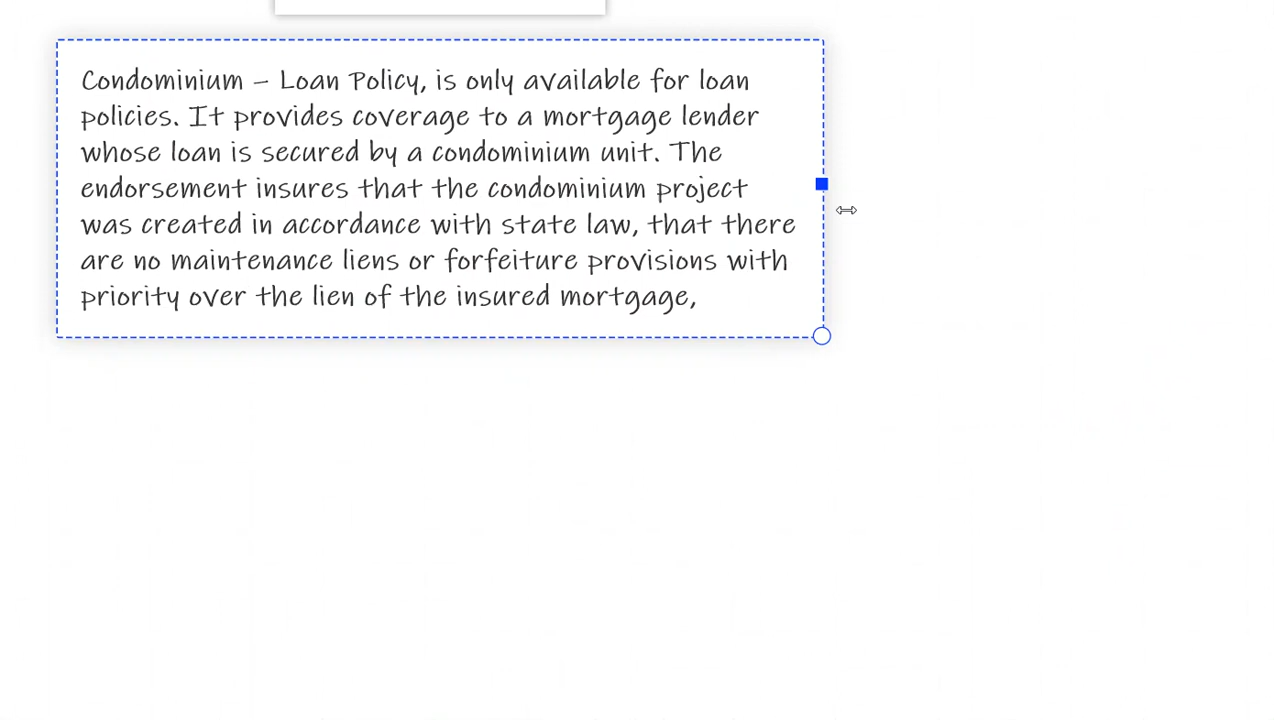 Condominium – Loan Policy, is only available for loan
policies. It provides coverage to a mortgage lender
whose loan is secured by a condominium unit. The
endorsement insures that the condominium project
was created in accordance with state law, that there
are no maintenance liens or forfeiture provisions with
priority over the lien of the insured mortgage,